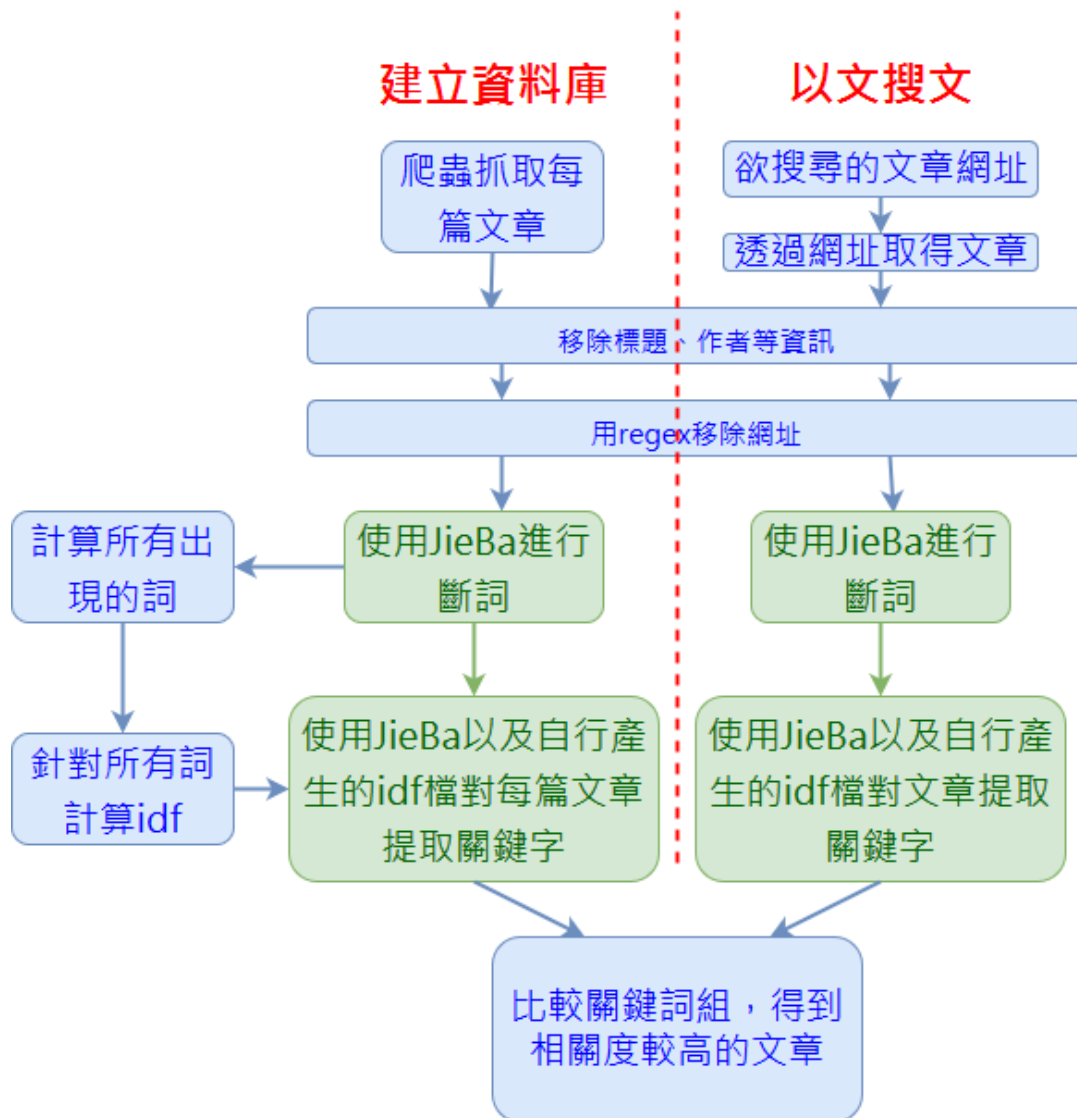 建立資料庫
以文搜文
爬蟲抓取每
篇文章
欲搜尋的文章網址
透過網址取得文章
移除標題、作者等資訊
用regex移除網址
計算所有出
現的詞
使用JieBa進行
斷詞
使用JieBa進行
斷詞
針對所有詞
計算idf
使用JieBa以及自行產
生的idf檔對每篇文章
提取關鍵字
使用JieBa以及自行產
生的idf檔對文章提取
關鍵字
比較關鍵詞組，得到
相關度較高的文章